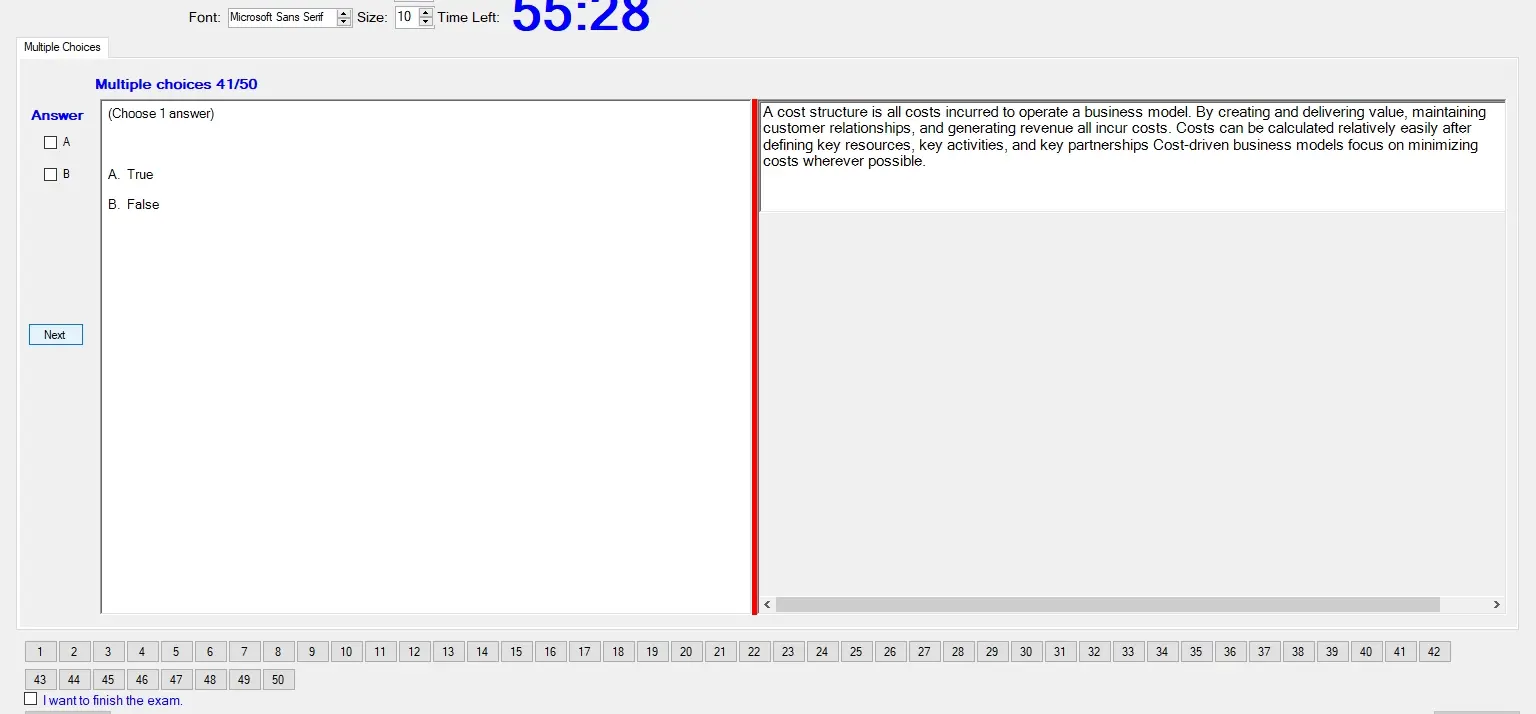 Font: Microsoft Sans Serif Size: 10 Time Left: 55:28
Multiple Choices
Multiple choices 41/50
Answer
A
B
Next
(Choose 1 answer)
A. True
B. False
A cost structure is all costs incurred to operate a business model. By creating and delivering value, maintaining
customer relationships, and generating revenue all incur costs. Costs can be calculated relatively easily after
defining key resources, key activities, and key partnerships Cost-driven business models focus on minimizing
costs wherever possible.
1 2 3 4 5 6 7 8 9 10 11 12 13 14 15 16 17 18 19 20 21 22 23 24 25 26 27 28 29 30 31 32 33 34 35 36 37 38 39 40 41 42
43 44 45 46 47 48 49 50
I want to finish the exam.